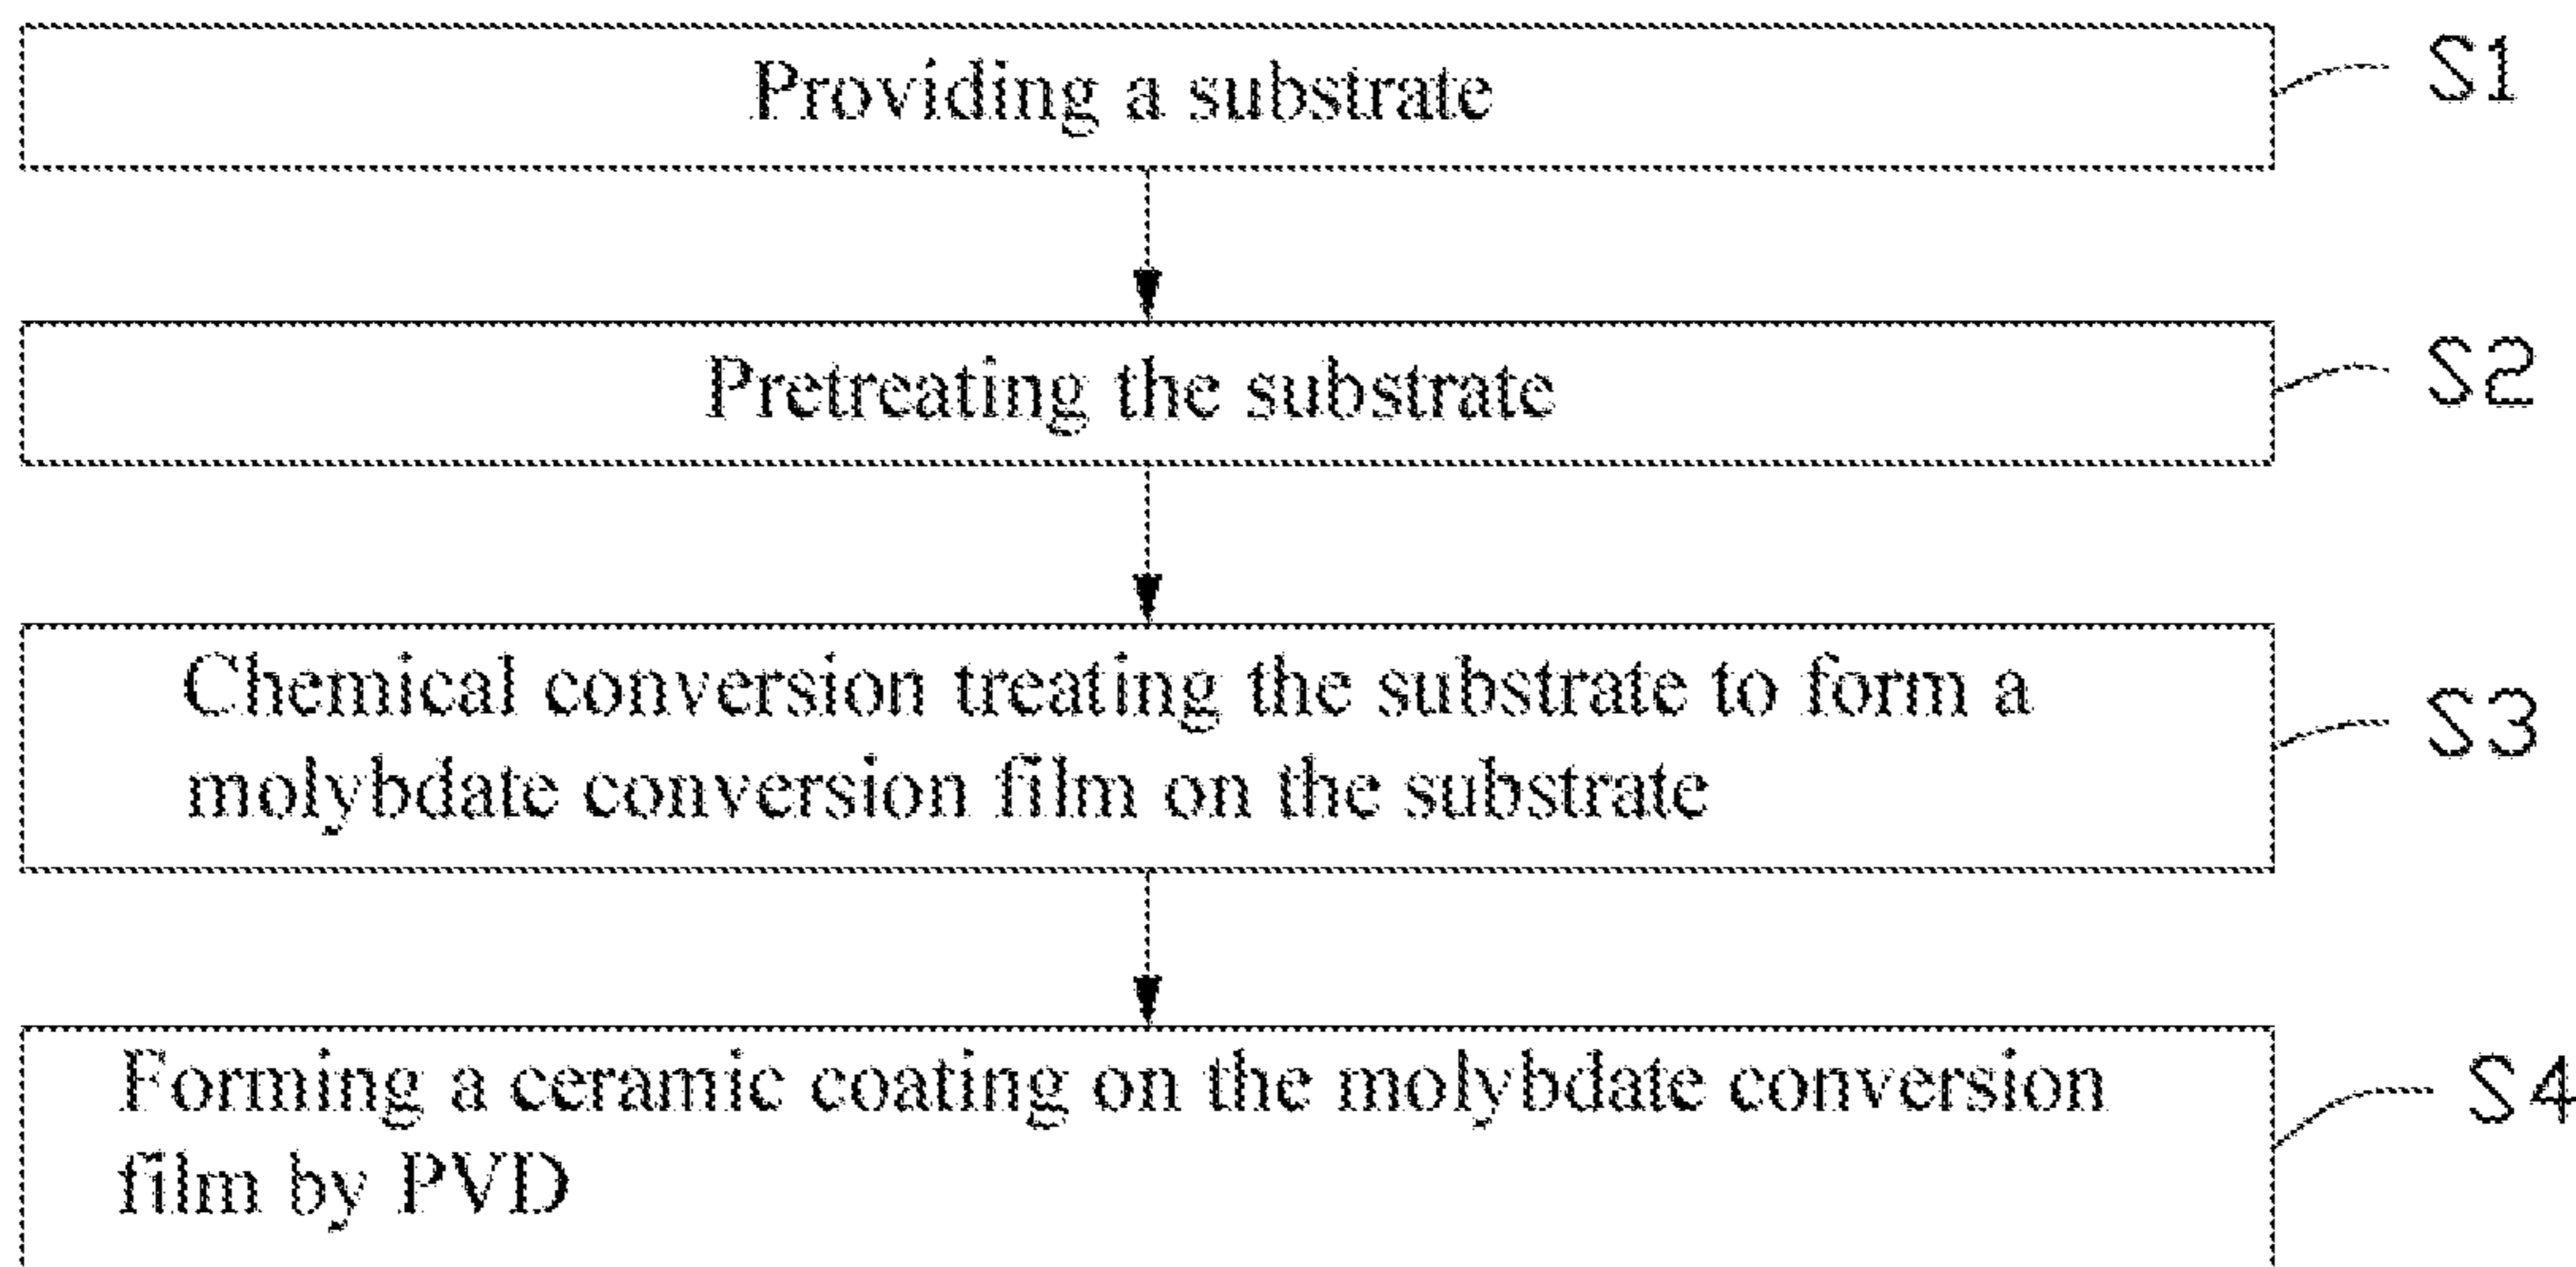 Providing a substrate
S1
Pretreating the substrate
S2
Chemical conversion treating the substrate to form a
molybdate conversion film on the substrate
S3
Forming a ceramic coating on the molybdate conversion
film by PVD
S4